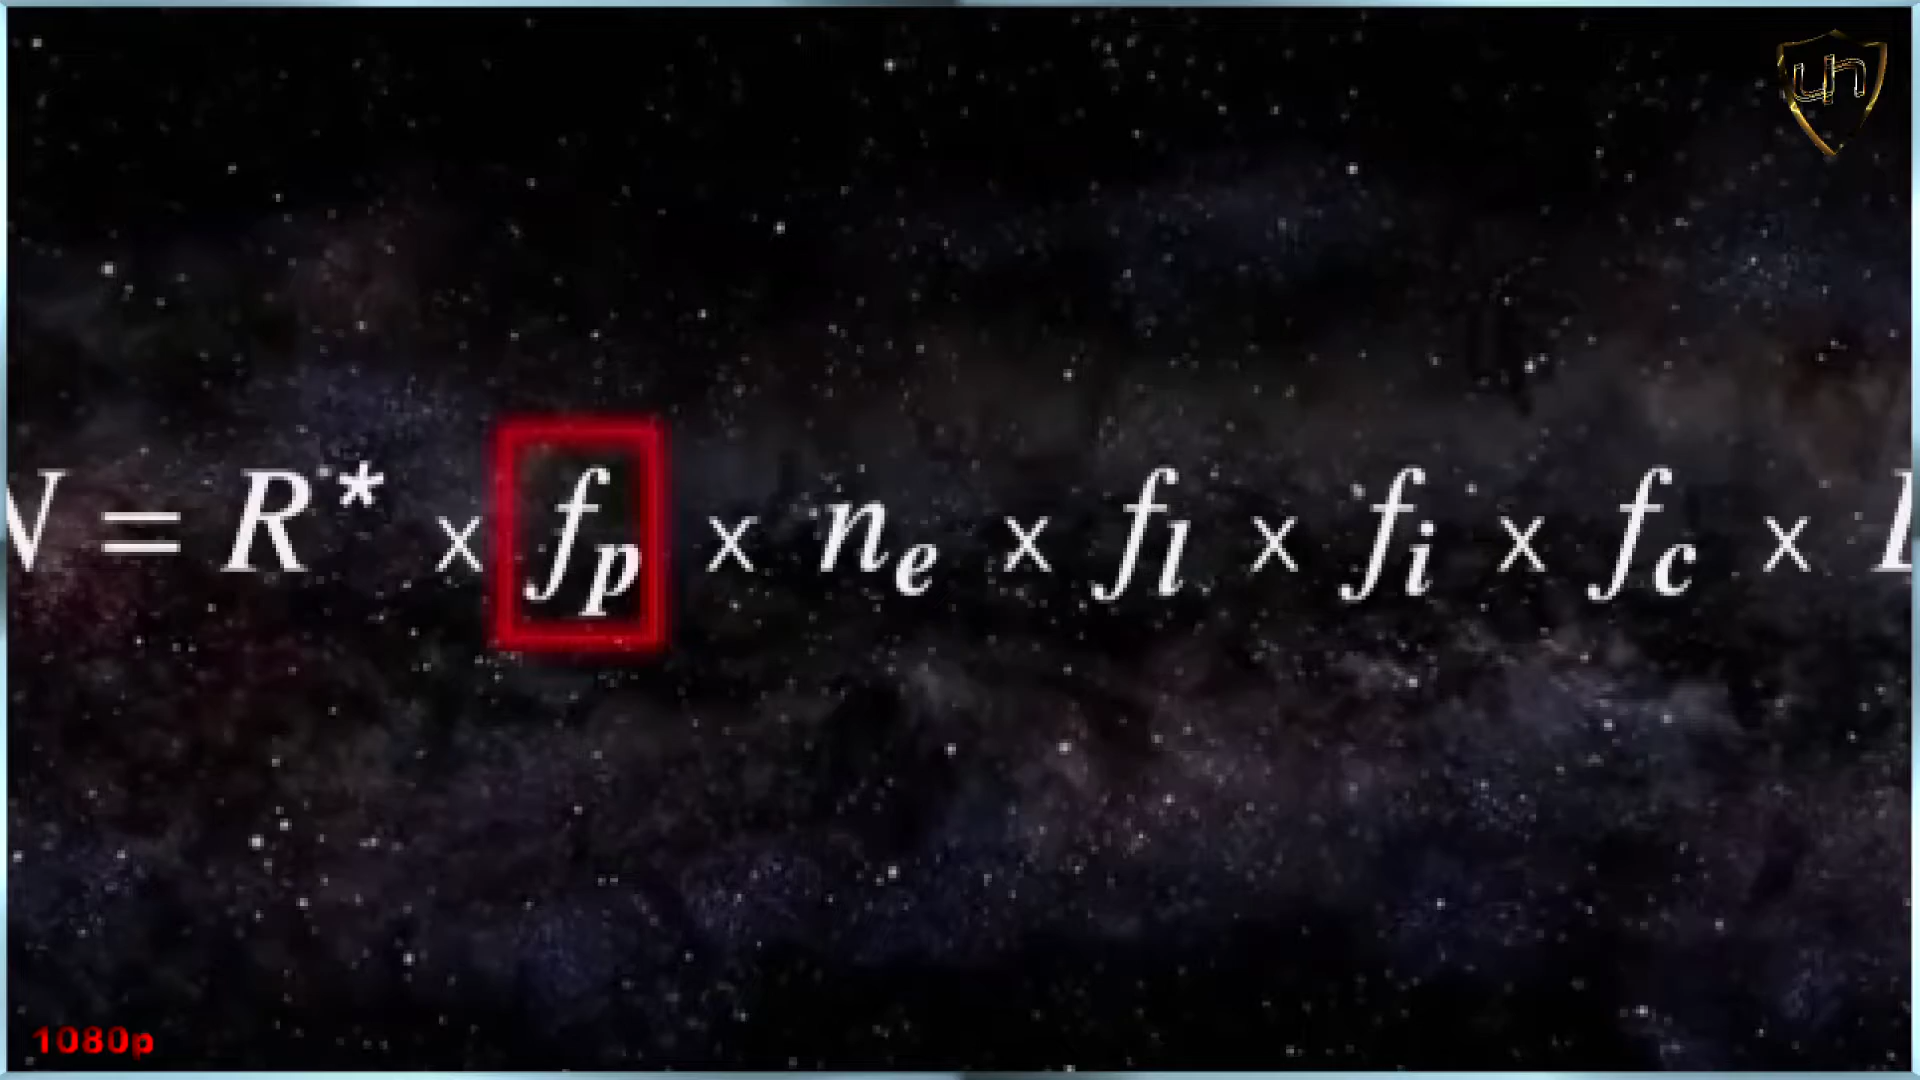 N = R* × fp × ne × fl × fi × fc × L
1080p